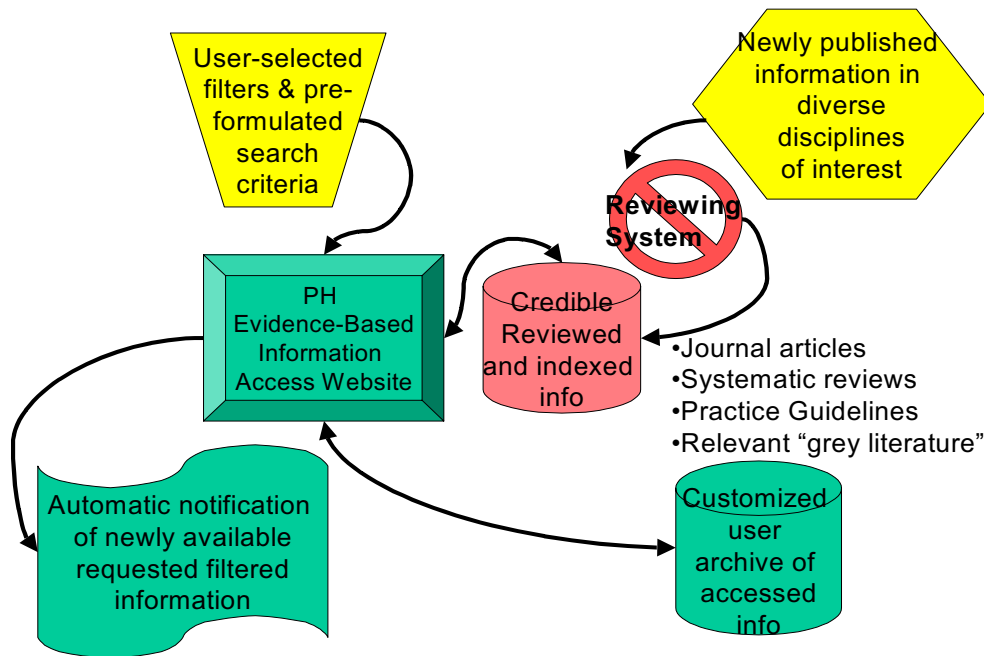 User-selected
filters & pre-
formulated
search
criteria
Newly published
information in
diverse
disciplines
of interest
Reviewing
System
PH
Evidence-Based
Information
Access Website
Credible
Reviewed
and indexed
info
•Journal articles
•Systematic reviews
•Practice Guidelines
•Relevant “grey literature”
Automatic notification
of newly available
requested filtered
information
Customized
user
archive of
accessed
info